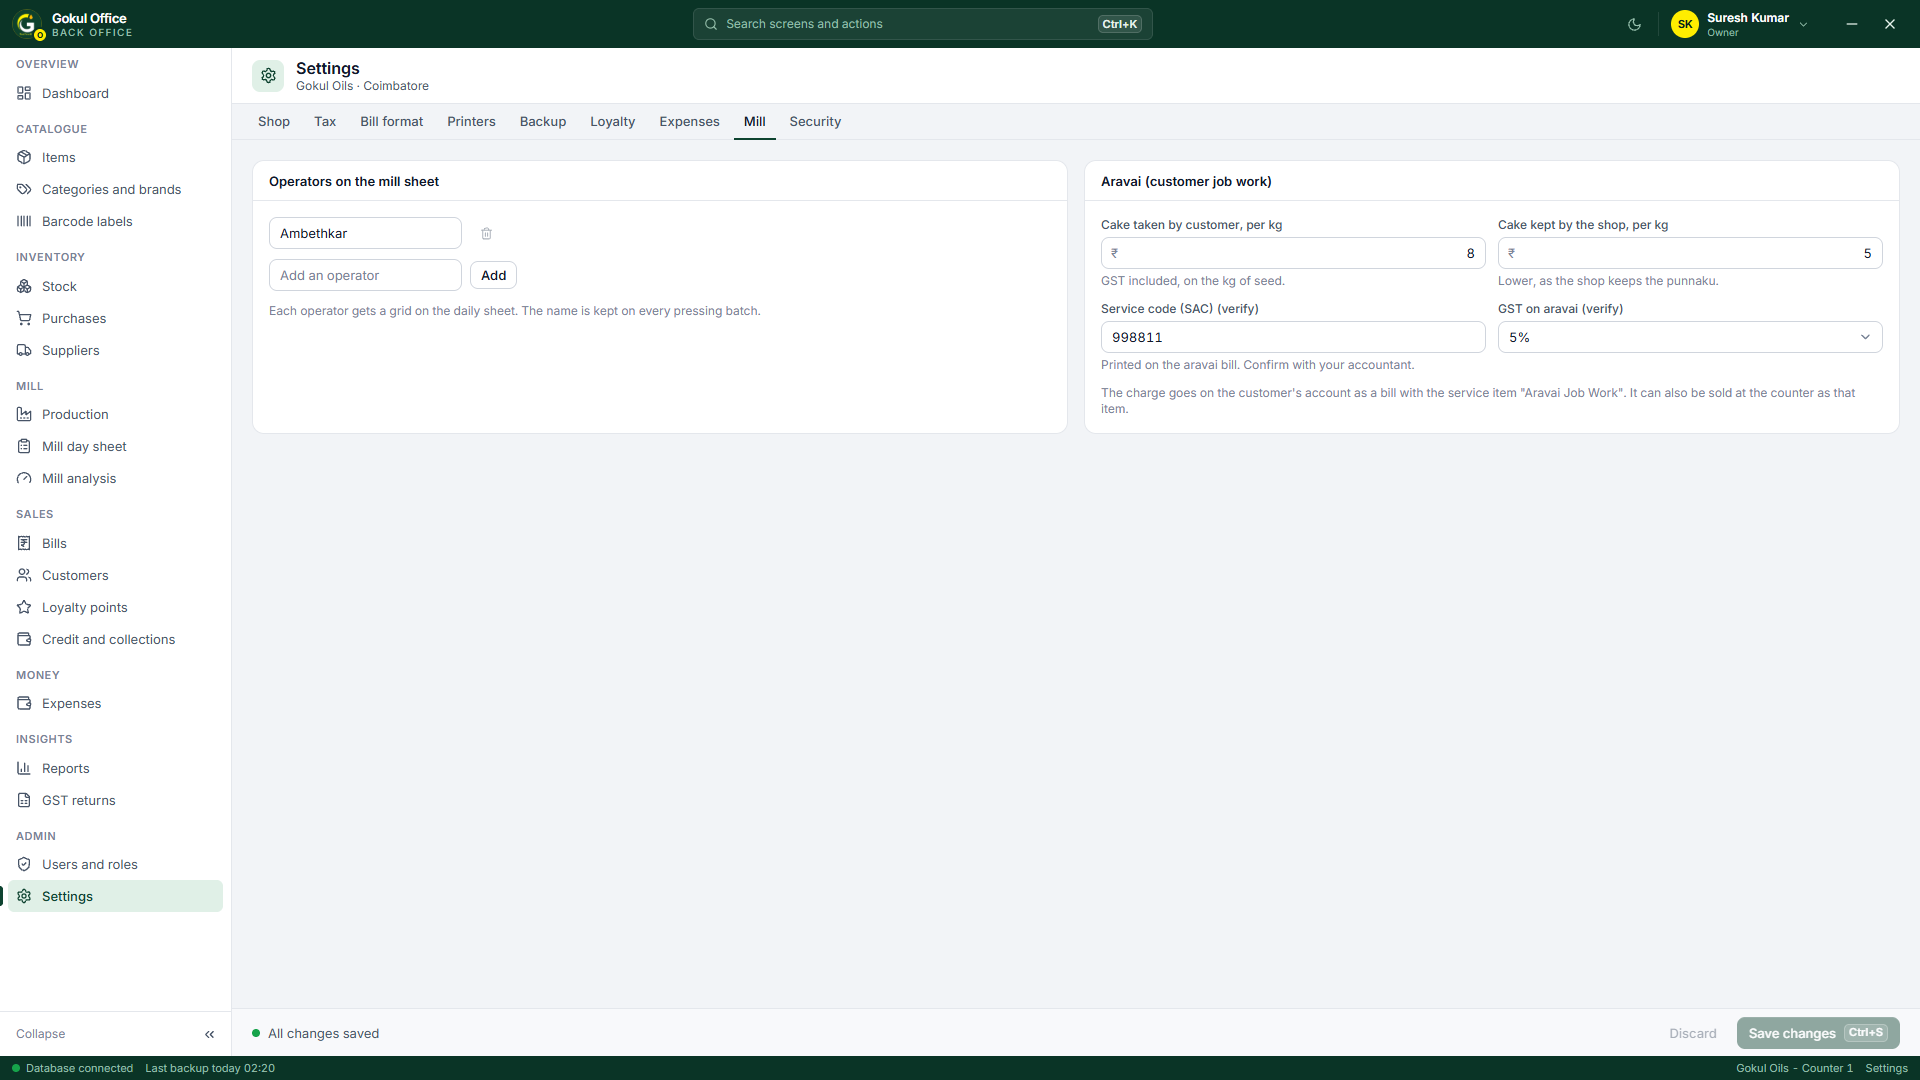 Gokul Office
BACK OFFICE
Search screens and actions
Ctrl+K
SK
Suresh Kumar
Owner
OVERVIEW
Dashboard
CATALOGUE
Items
Categories and brands
Barcode labels
INVENTORY
Stock
Purchases
Suppliers
MILL
Production
Mill day sheet
Mill analysis
SALES
Bills
Customers
Loyalty points
Credit and collections
MONEY
Expenses
INSIGHTS
Reports
GST returns
ADMIN
Users and roles
Settings
Collapse
Settings
Gokul Oils · Coimbatore
Shop Tax Bill format Printers Backup Loyalty Expenses Mill Security
Operators on the mill sheet
Ambethkar
Add an operator
Add
Each operator gets a grid on the daily sheet. The name is kept on every pressing batch.
Aravai (customer job work)
Cake taken by customer, per kg
₹ 8
GST included, on the kg of seed.
Cake kept by the shop, per kg
₹ 5
Lower, as the shop keeps the punnaku.
Service code (SAC) (verify)
998811
Printed on the aravai bill. Confirm with your accountant.
GST on aravai (verify)
5%
The charge goes on the customer's account as a bill with the service item "Aravai Job Work". It can also be sold at the counter as that
item.
All changes saved
Discard
Save changes Ctrl+S
Database connected Last backup today 02:20
Gokul Oils - Counter 1 Settings